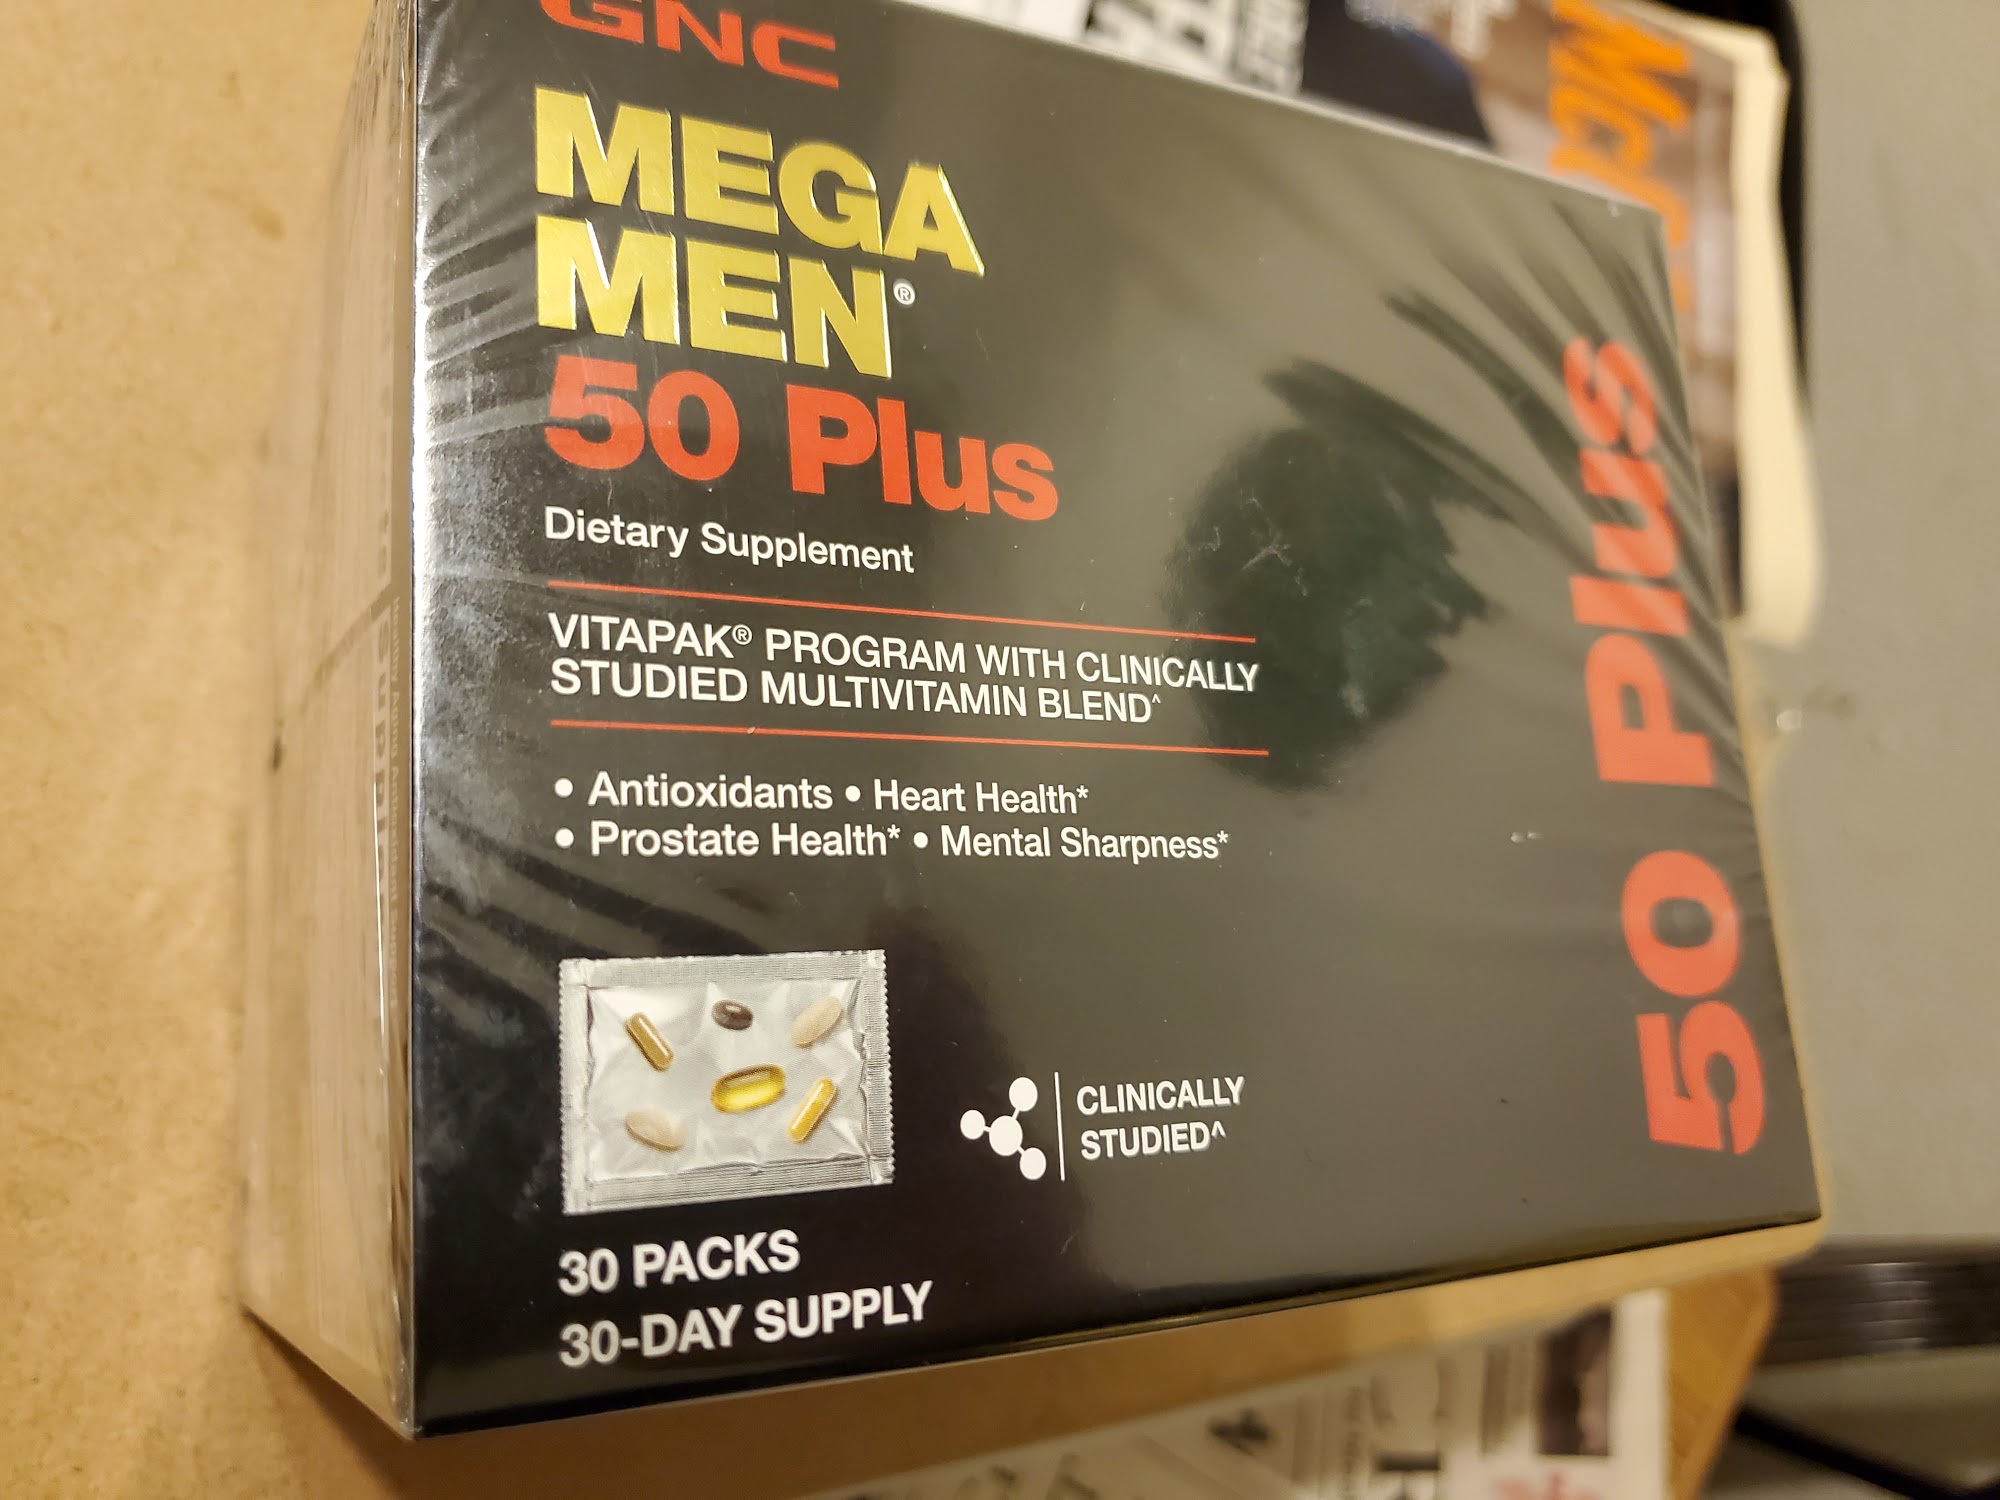 GNC
MEGA
MEN®
50 Plus
Dietary Supplement
VITAPAK® PROGRAM WITH CLINICALLY
STUDIED MULTIVITAMIN BLEND^
• Antioxidants • Heart Health*
• Prostate Health* • Mental Sharpness*
CLINICALLY
STUDIED^
30 PACKS
30-DAY SUPPLY
50 Plus